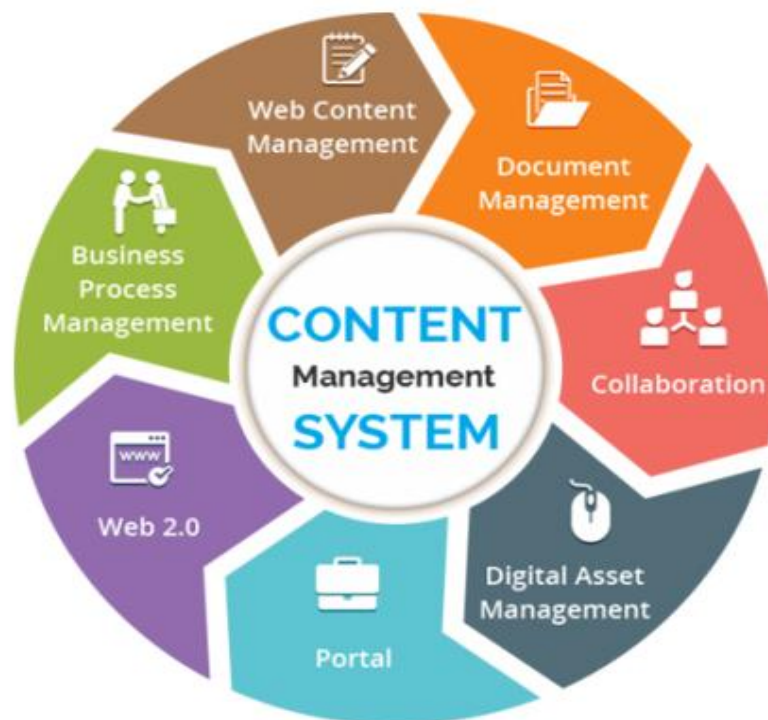 Web Content
Management
Document
Management
Collaboration
Digital Asset
Management
Portal
www
Web 2.0
Business
Process
Management
CONTENT
Management
SYSTEM